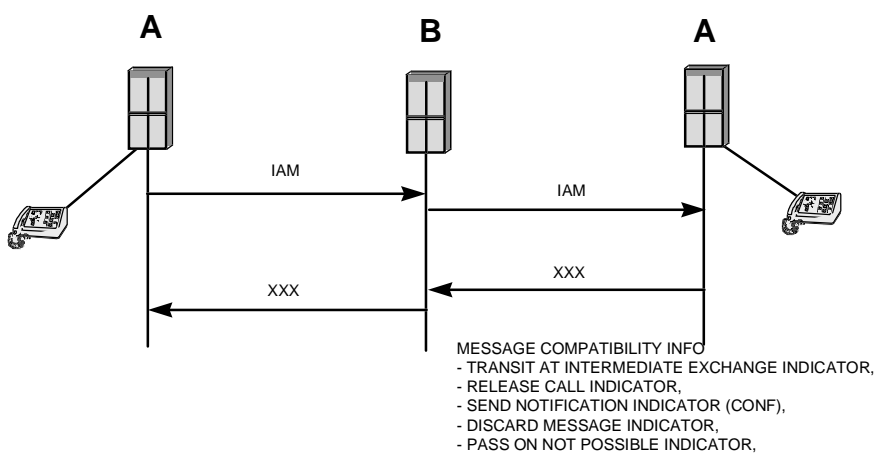 A B A
IAM
IAM
XXX
XXX
MESSAGE COMPATIBILITY INFO
- TRANSIT AT INTERMEDIATE EXCHANGE INDICATOR,
- RELEASE CALL INDICATOR,
- SEND NOTIFICATION INDICATOR (CONF),
- DISCARD MESSAGE INDICATOR,
- PASS ON NOT POSSIBLE INDICATOR,